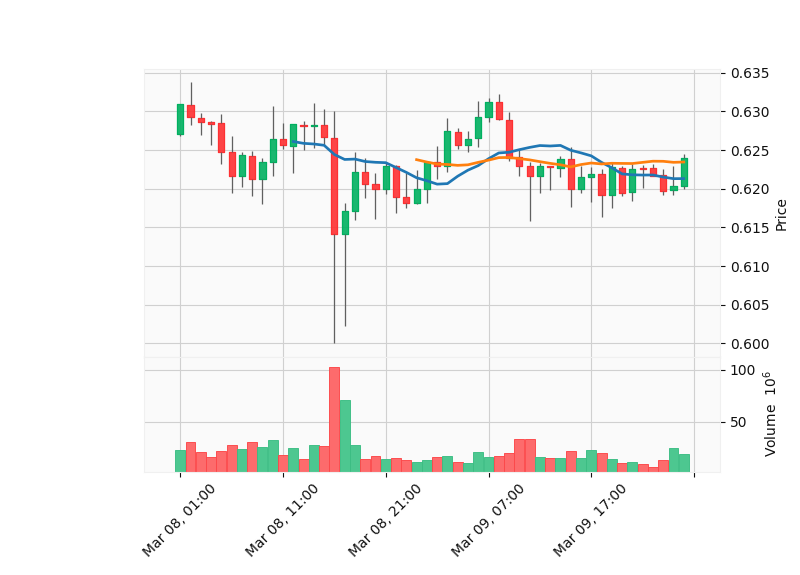 0.635
0.630
0.625
0.620
0.615
0.610
0.605
0.600
Price
100
50
Volume 10^6
Mar 08, 01:00
Mar 08, 11:00
Mar 08, 21:00
Mar 09, 07:00
Mar 09, 17:00